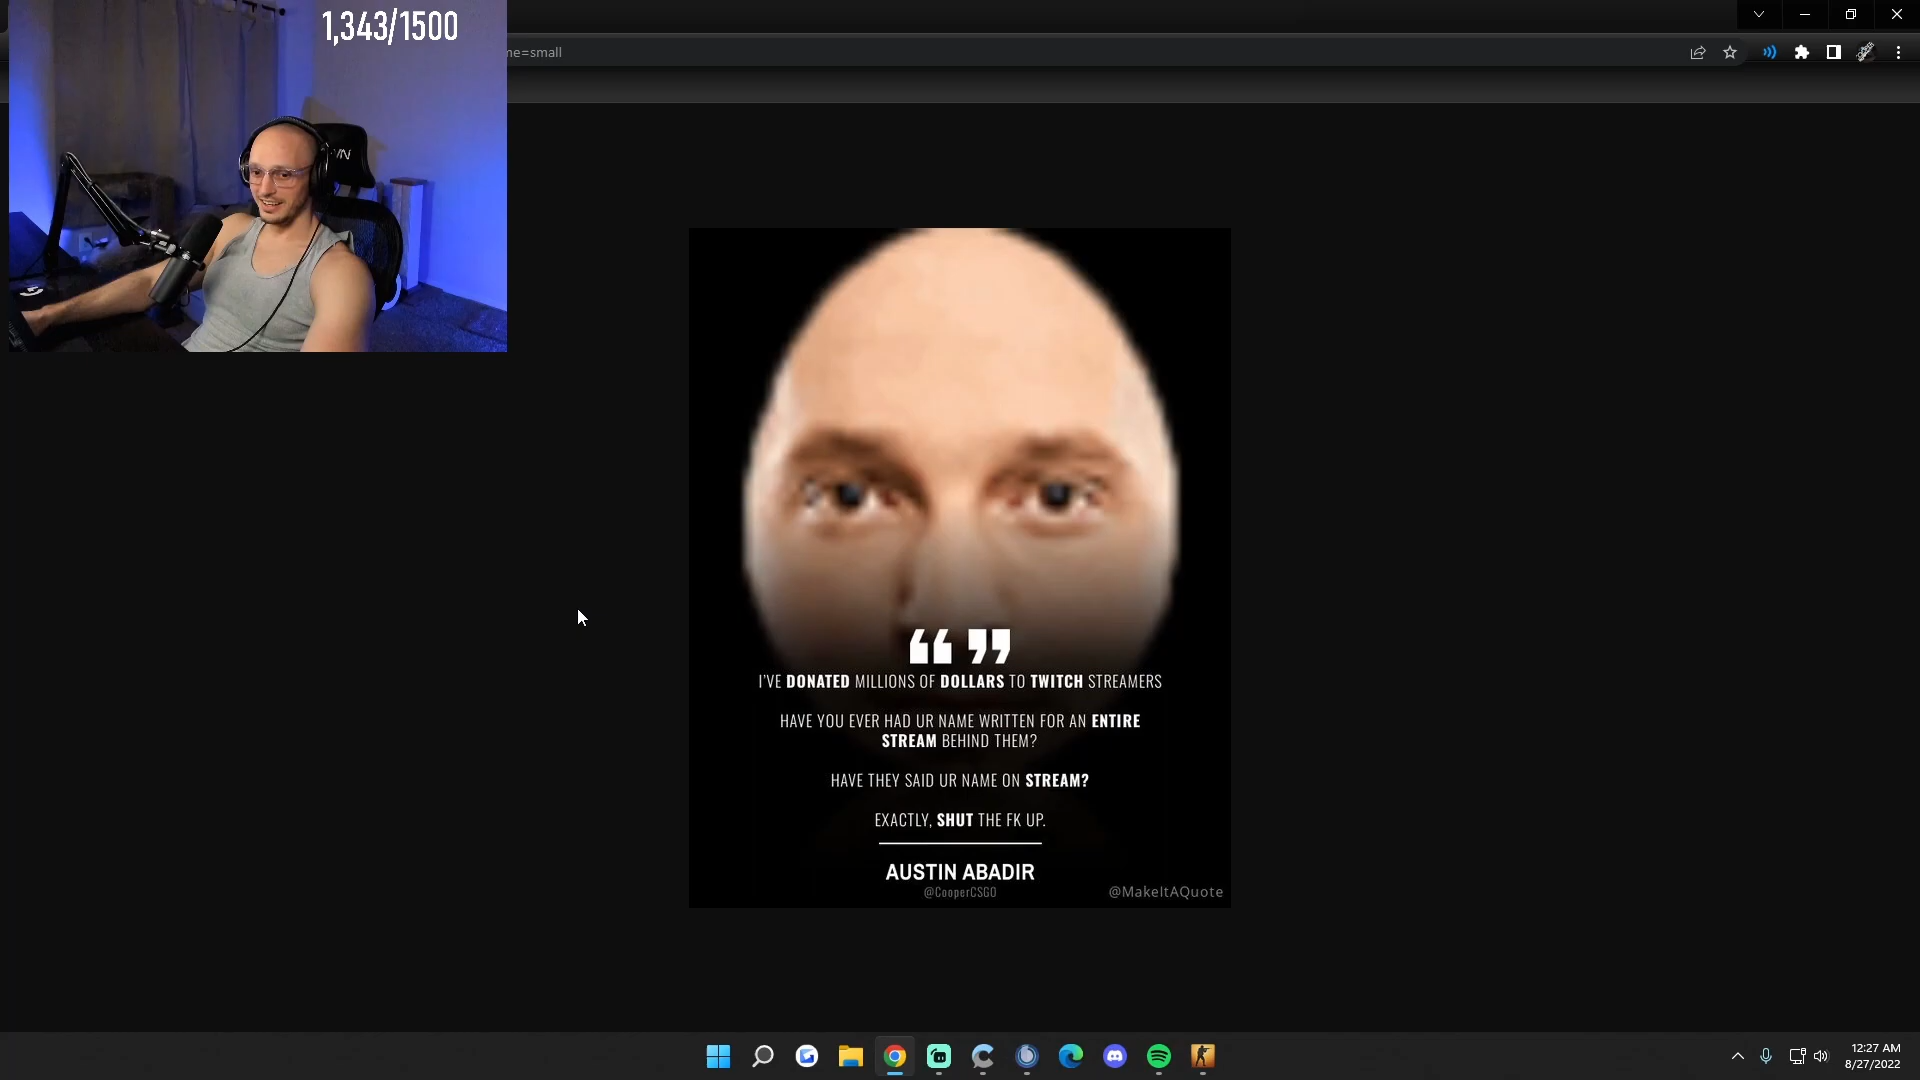 1,343/1500
me=small
VN
❝❞
I'VE DONATED MILLIONS OF DOLLARS TO TWITCH STREAMERS
HAVE YOU EVER HAD UR NAME WRITTEN FOR AN ENTIRE
STREAM BEHIND THEM?
HAVE THEY SAID UR NAME ON STREAM?
EXACTLY, SHUT THE FK UP.
AUSTIN ABADIR
@CooperCSGO
@MakeItAQuote
12:27 AM
8/27/2022